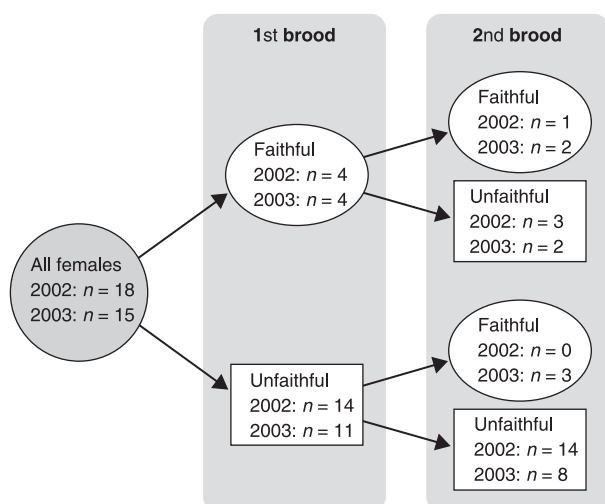 1st brood
2nd brood
All females
2002: n = 18
2003: n = 15
Faithful
2002: n = 4
2003: n = 4
Unfaithful
2002: n = 14
2003: n = 11
Faithful
2002: n = 1
2003: n = 2
Unfaithful
2002: n = 3
2003: n = 2
Faithful
2002: n = 0
2003: n = 3
Unfaithful
2002: n = 14
2003: n = 8